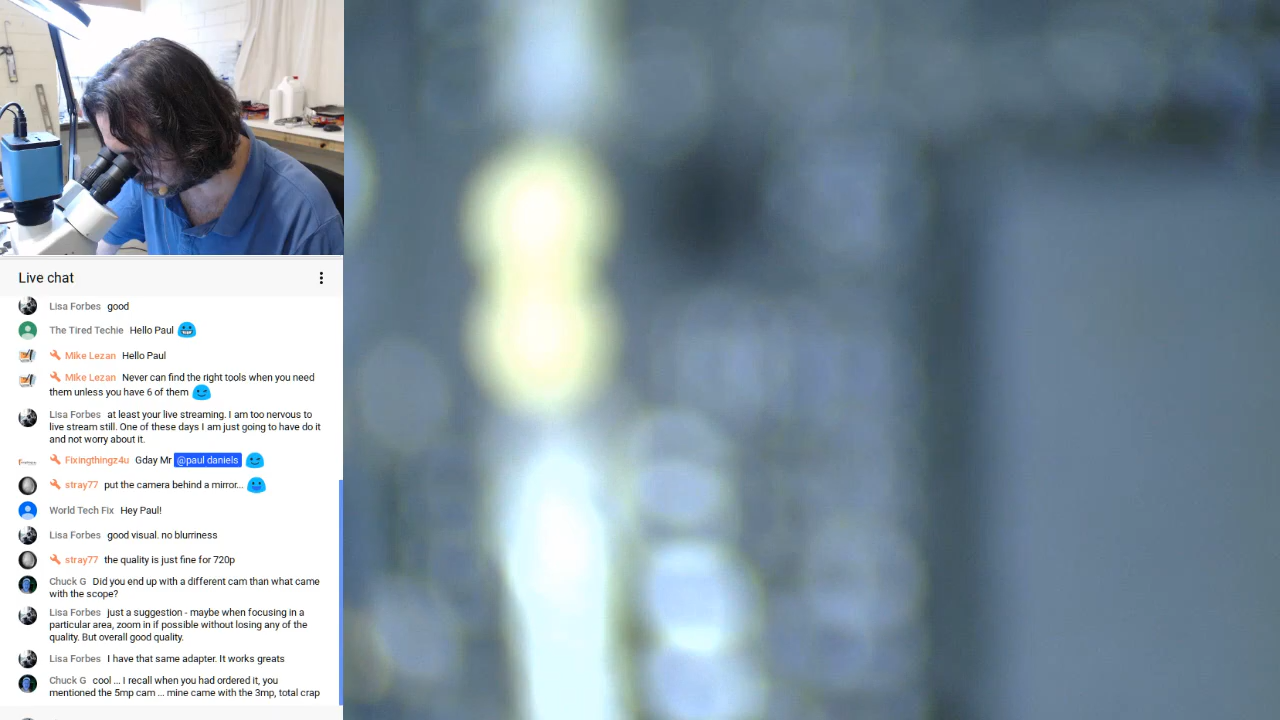 Live chat
Lisa Forbes good
The Tired Techie Hello Paul
Mike Lezan Hello Paul
Mike Lezan Never can find the right tools when you need
them unless you have 6 of them
Lisa Forbes at least your live streaming. I am too nervous to
live stream still. One of these days I am just going to have do it
and not worry about it.
Fixingthingz4u Gday Mr @paul daniels
stray77 put the camera behind a mirror...
World Tech Fix Hey Paul!
Lisa Forbes good visual. no blurriness
stray77 the quality is just fine for 720p
Chuck G Did you end up with a different cam than what came
with the scope?
Lisa Forbes just a suggestion - maybe when focusing in a
particular area, zoom in if possible without losing any of the
quality. But overall good quality.
Lisa Forbes I have that same adapter. It works greats
Chuck G cool ... I recall when you had ordered it, you
mentioned the 5mp cam ... mine came with the 3mp, total crap